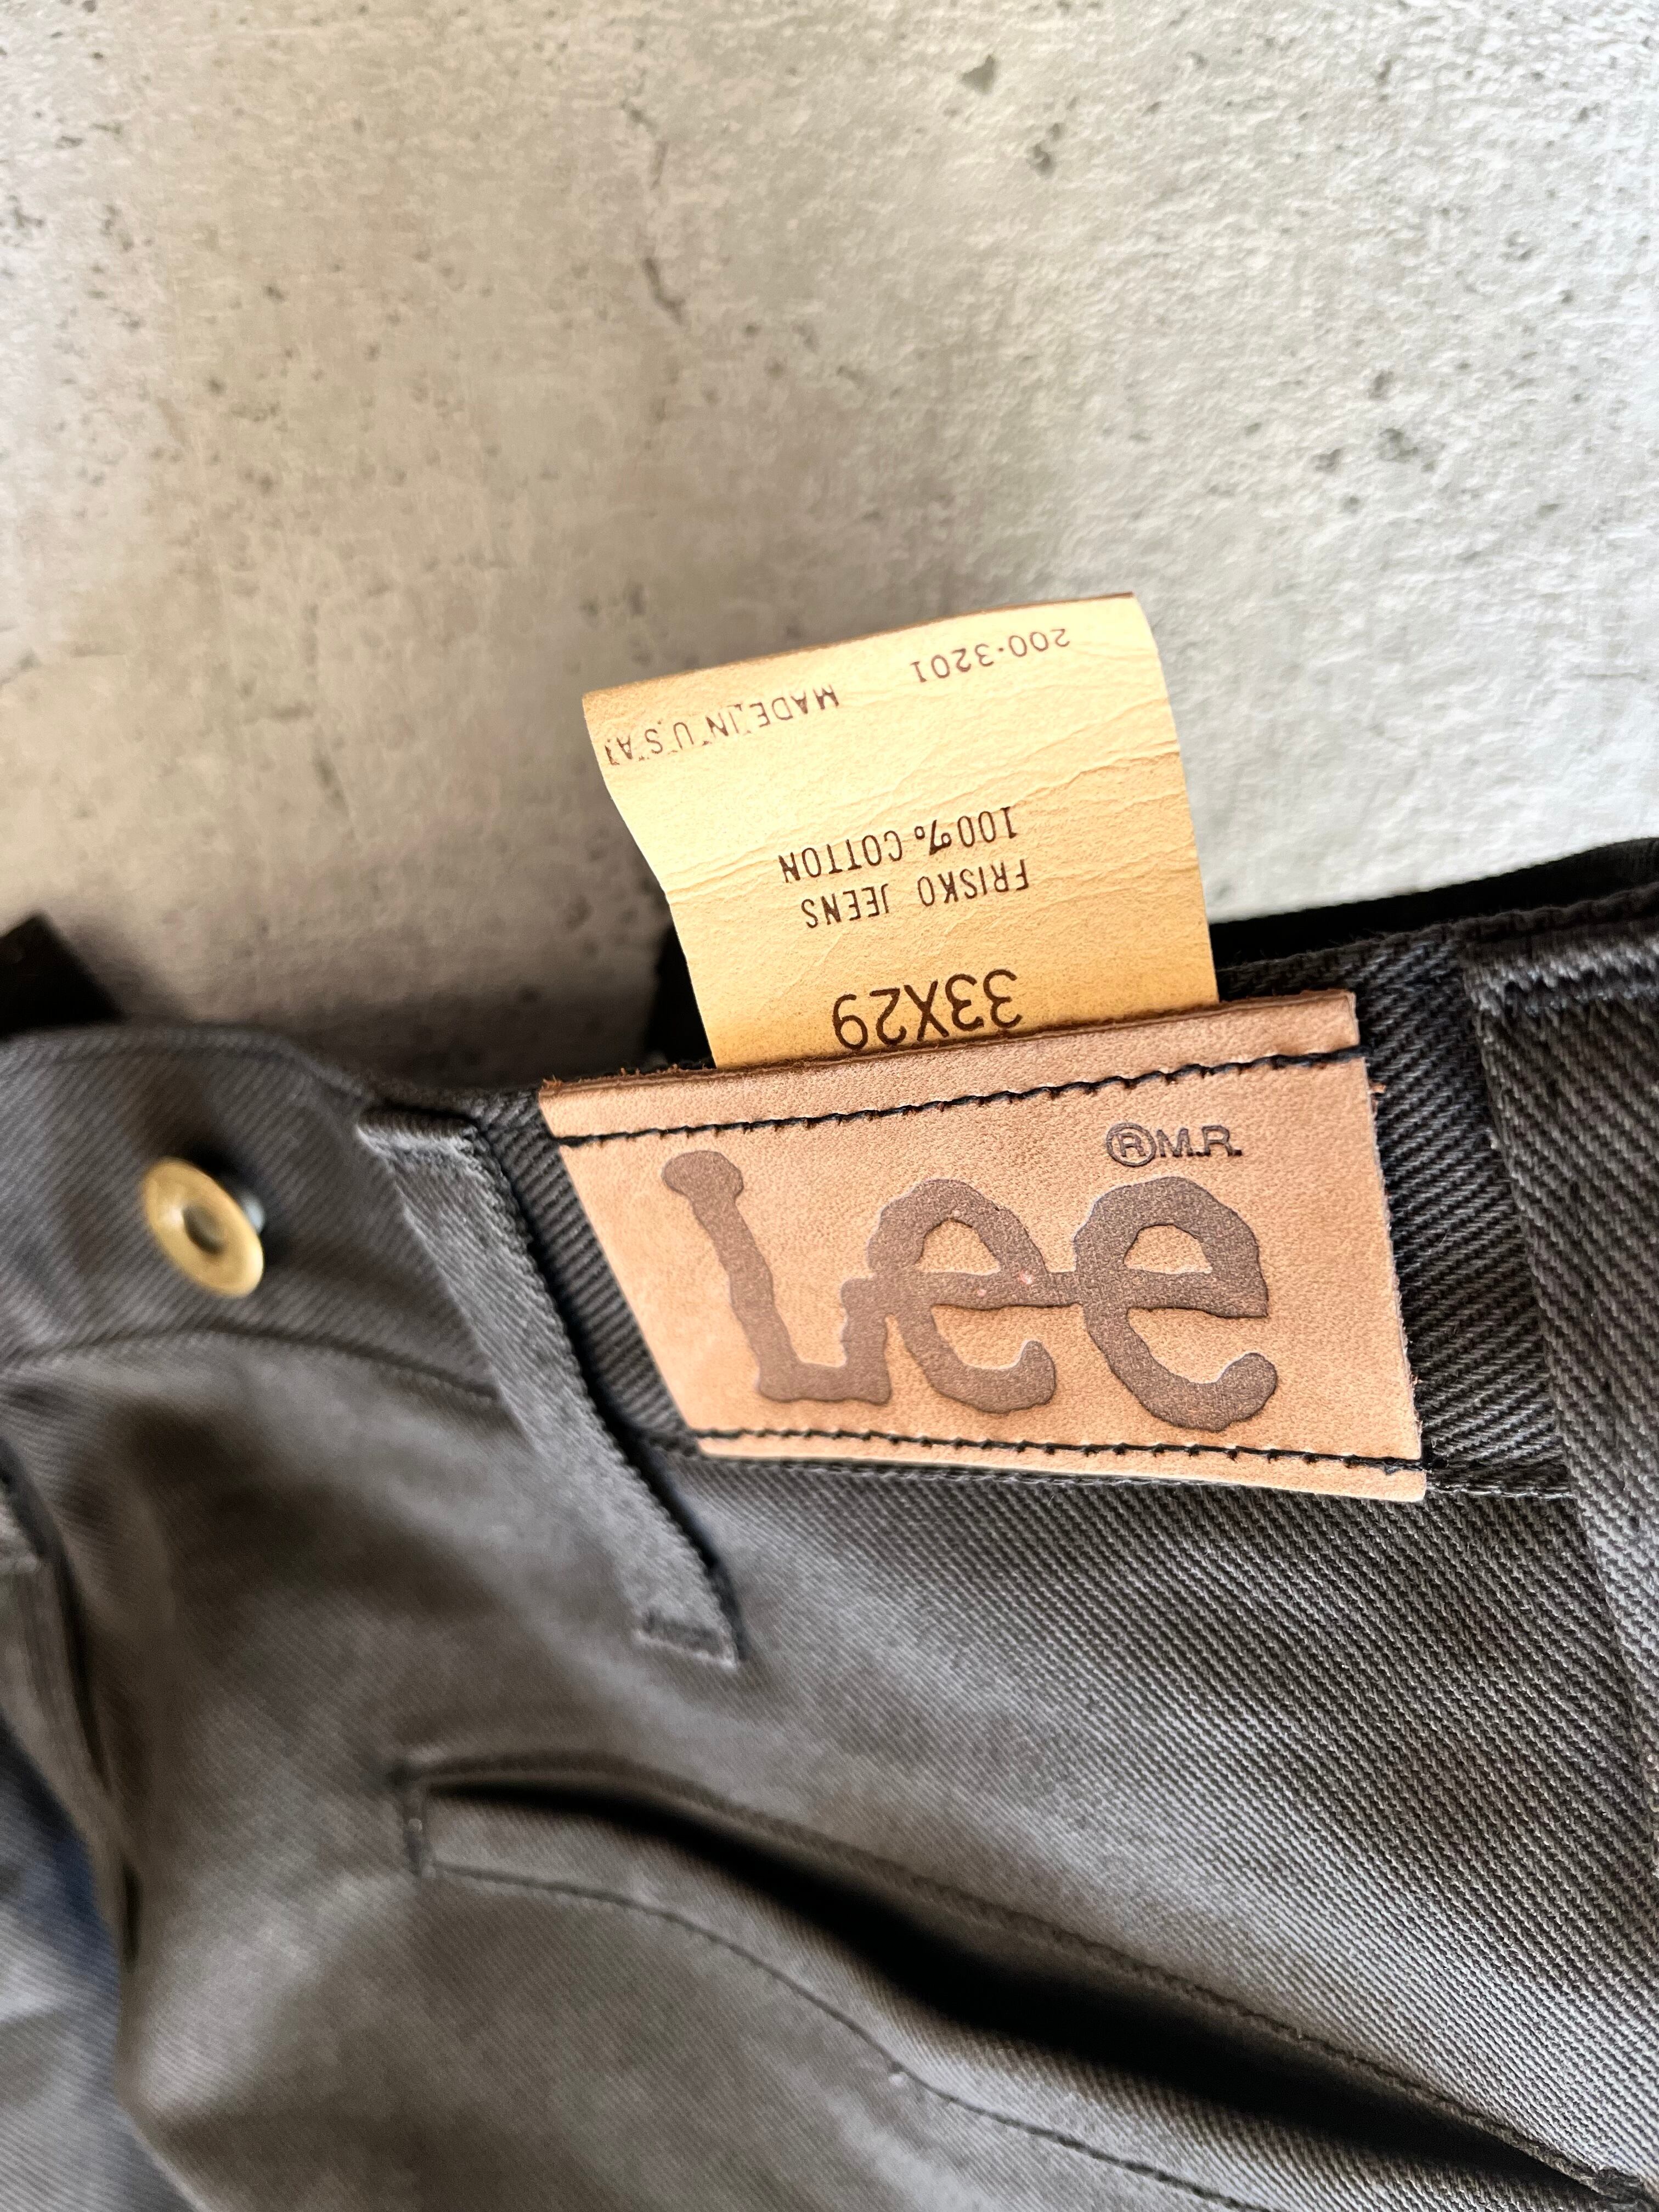 33X29
FRISKO JEENS
100% COTTON
MADE IN U.S.A.
200-3201
Lee
®M.R.